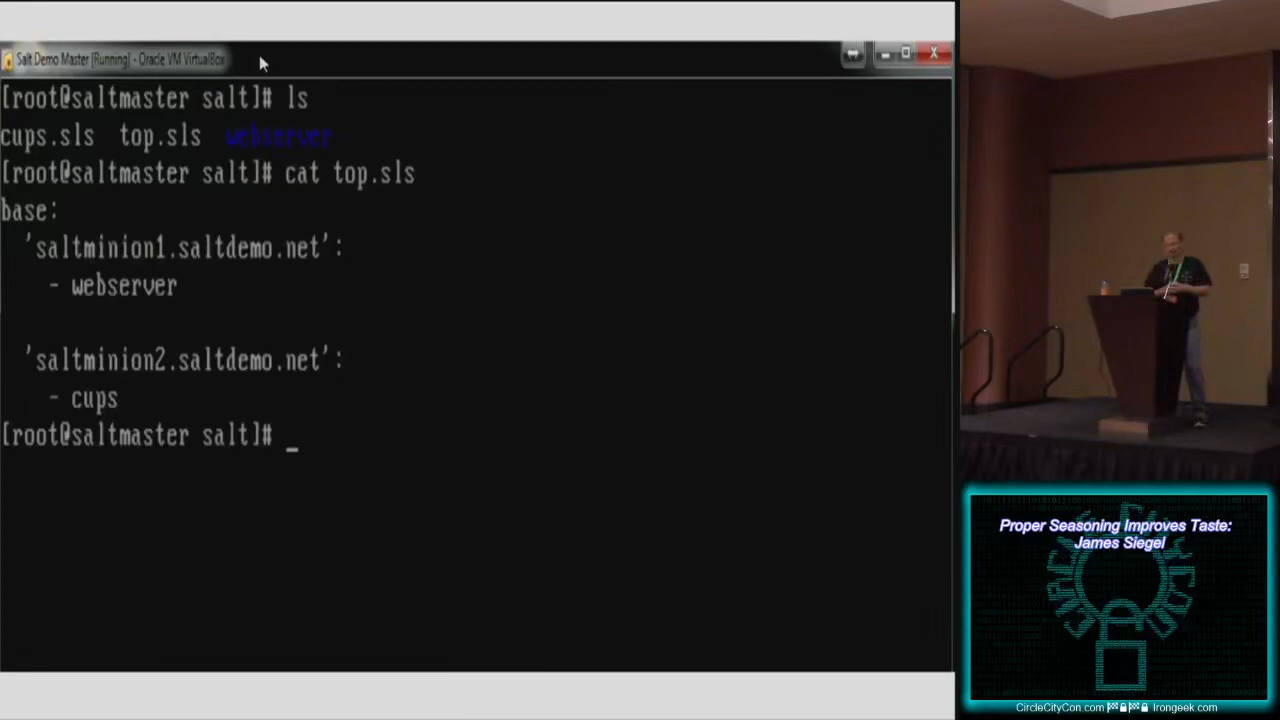 Salt Demo Master [Running] - Oracle VM VirtualBox
[root@saltmaster salt]# ls
cups.sls  top.sls  webserver
[root@saltmaster salt]# cat top.sls
base:
  'saltminion1.saltdemo.net':
    - webserver
  'saltminion2.saltdemo.net':
    - cups
[root@saltmaster salt]# _
Proper Seasoning Improves Taste:
James Siegel
CircleCityCon.com Irongeek.com